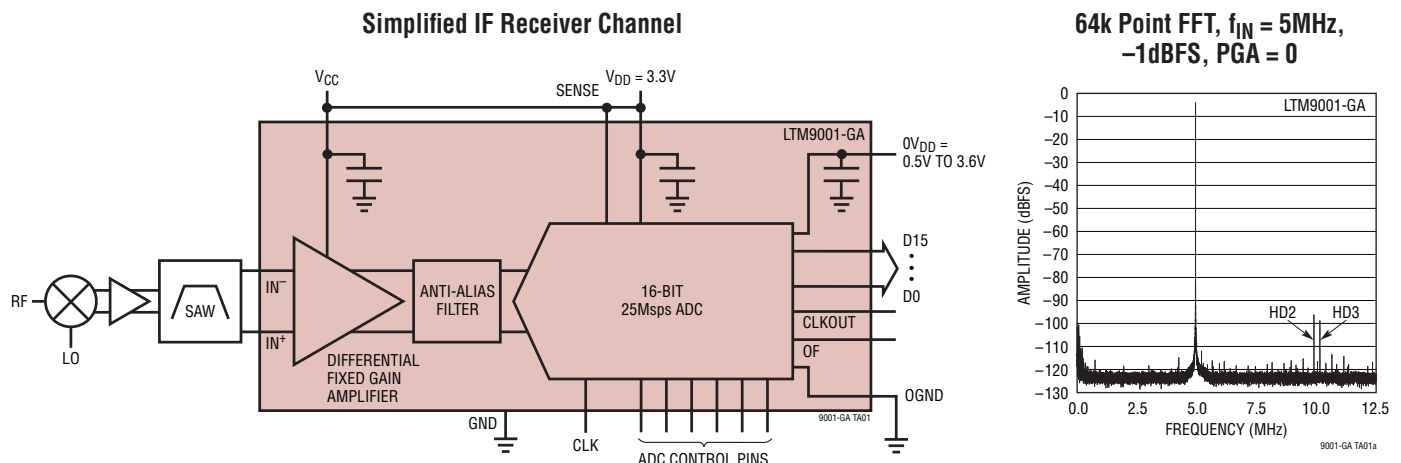 Simplified IF Receiver Channel
VCC
SENSE
VDD = 3.3V
LTM9001-GA
0VDD =
0.5V TO 3.6V
RF
LO
SAW
IN–
IN+
DIFFERENTIAL
FIXED GAIN
AMPLIFIER
ANTI-ALIAS
FILTER
16-BIT
25Msps ADC
D15
D0
CLKOUT
OF
OGND
GND
CLK
ADC CONTROL PINS
9001-GA TA01
64k Point FFT, fIN = 5MHz,
–1dBFS, PGA = 0
LTM9001-GA
AMPLITUDE (dBFS)
0
–10
–20
–30
–40
–50
–60
–70
–80
–90
–100
–110
–120
–130
HD2
HD3
0.0 2.5 5.0 7.5 10.0 12.5
FREQUENCY (MHz)
9001-GA TA01a